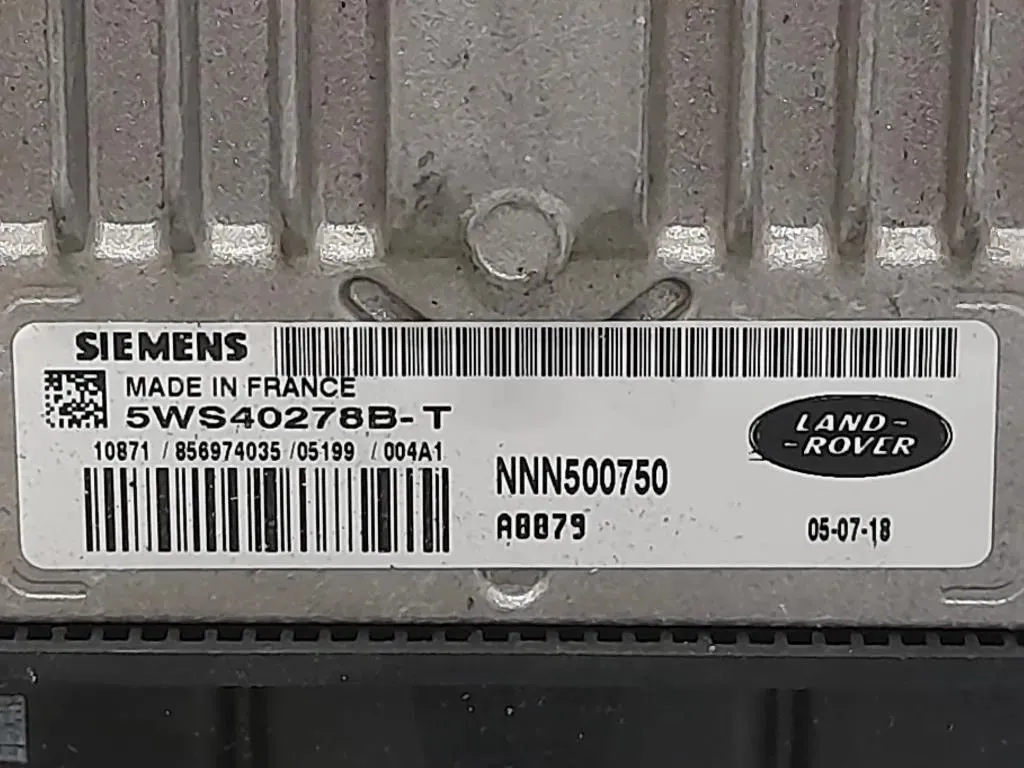 SIEMENS
MADE IN FRANCE
5WS40278B-T
10871 / 856974035 /05199 / 004A1
NNN500750
A0079
LAND-
-ROVER
05-07-18